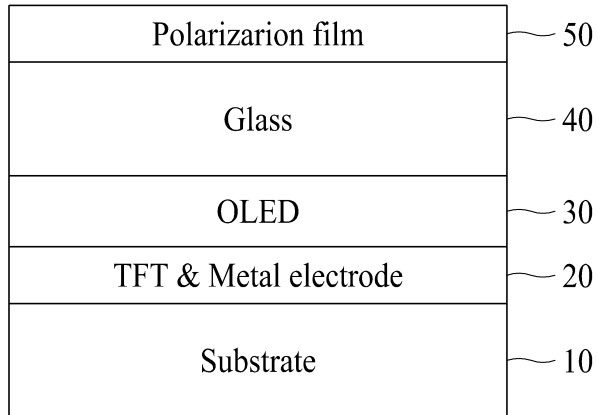 Polarizarion film 50
Glass 40
OLED 30
TFT & Metal electrode 20
Substrate 10